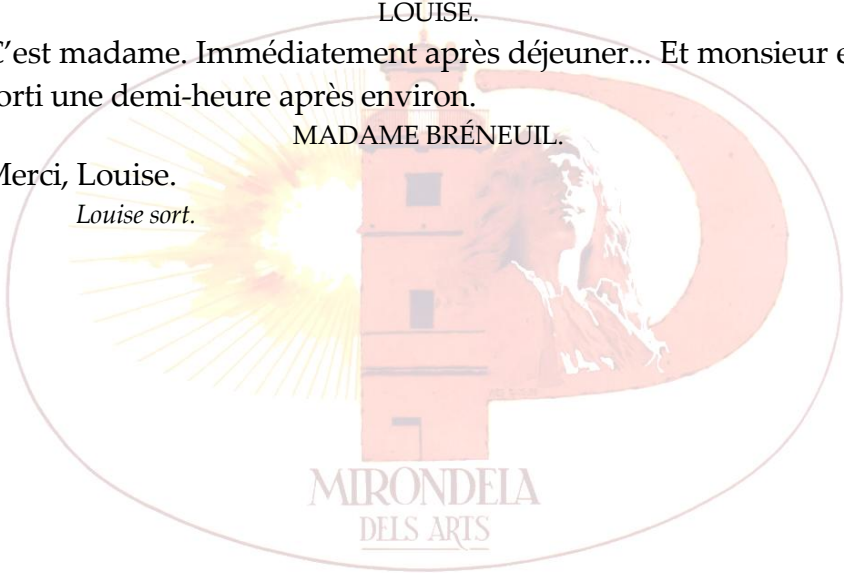 LOUISE.
C’est madame. Immédiatement après déjeuner... Et monsieur e
orti une demi-heure après environ.
MADAME BRÉNEUIL.
Merci, Louise.
Louise sort.
MIRONDELA
DELS ARTS